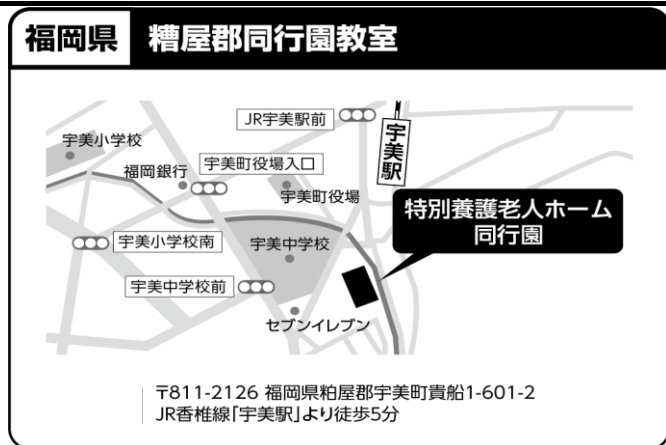 福岡県 糟屋郡同行園教室
JR宇美駅前
宇美駅
宇美小学校
福岡銀行
宇美町役場入口
宇美町役場
特別養護老人ホーム
同行園
宇美小学校南
宇美中学校
宇美中学校前
セブンイレブン
〒811-2126 福岡県粕屋郡宇美町貴船1-601-2
JR香椎線「宇美駅」より徒歩5分